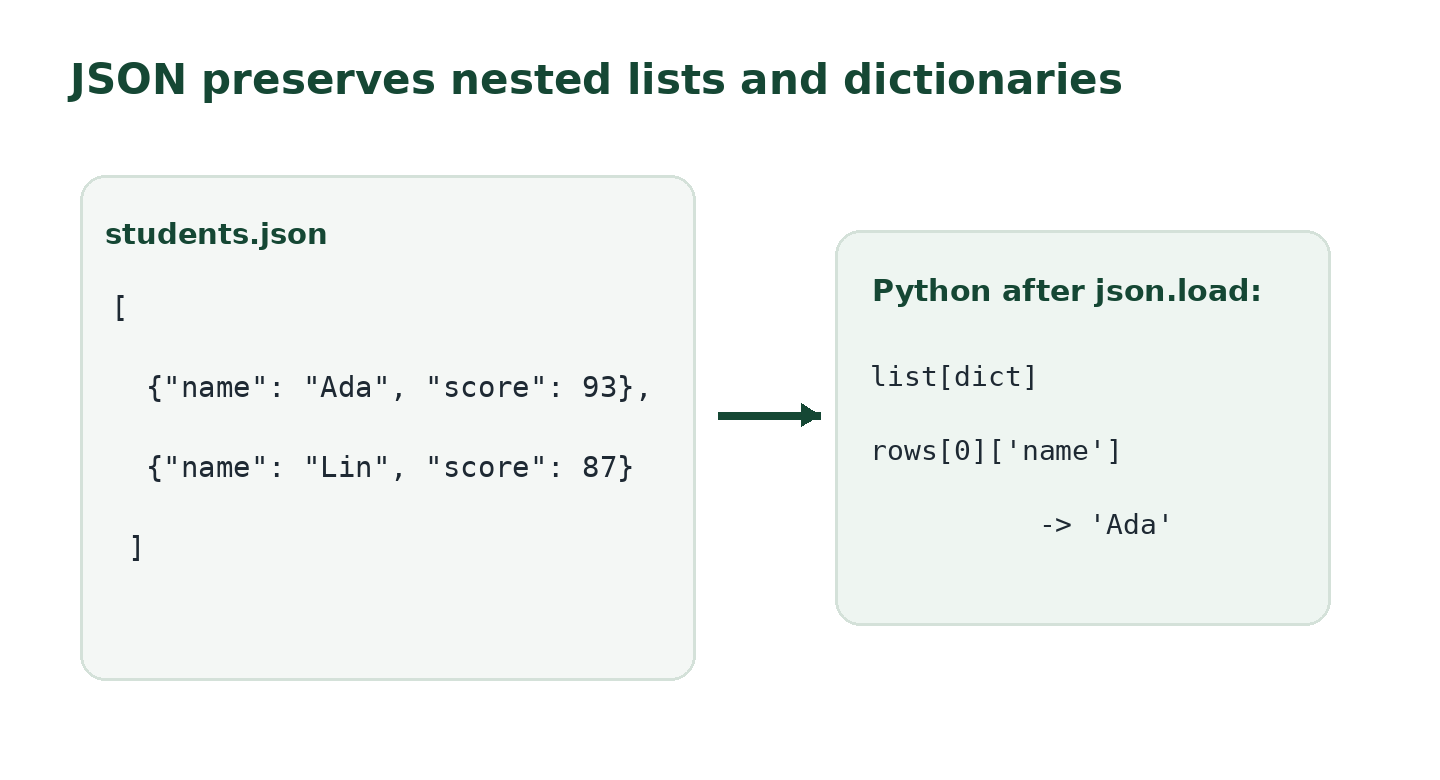 JSON preserves nested lists and dictionaries
students.json
[
{"name": "Ada", "score": 93},
{"name": "Lin", "score": 87}
]
Python after json.load:
list[dict]
rows[0]['name']
-> 'Ada'